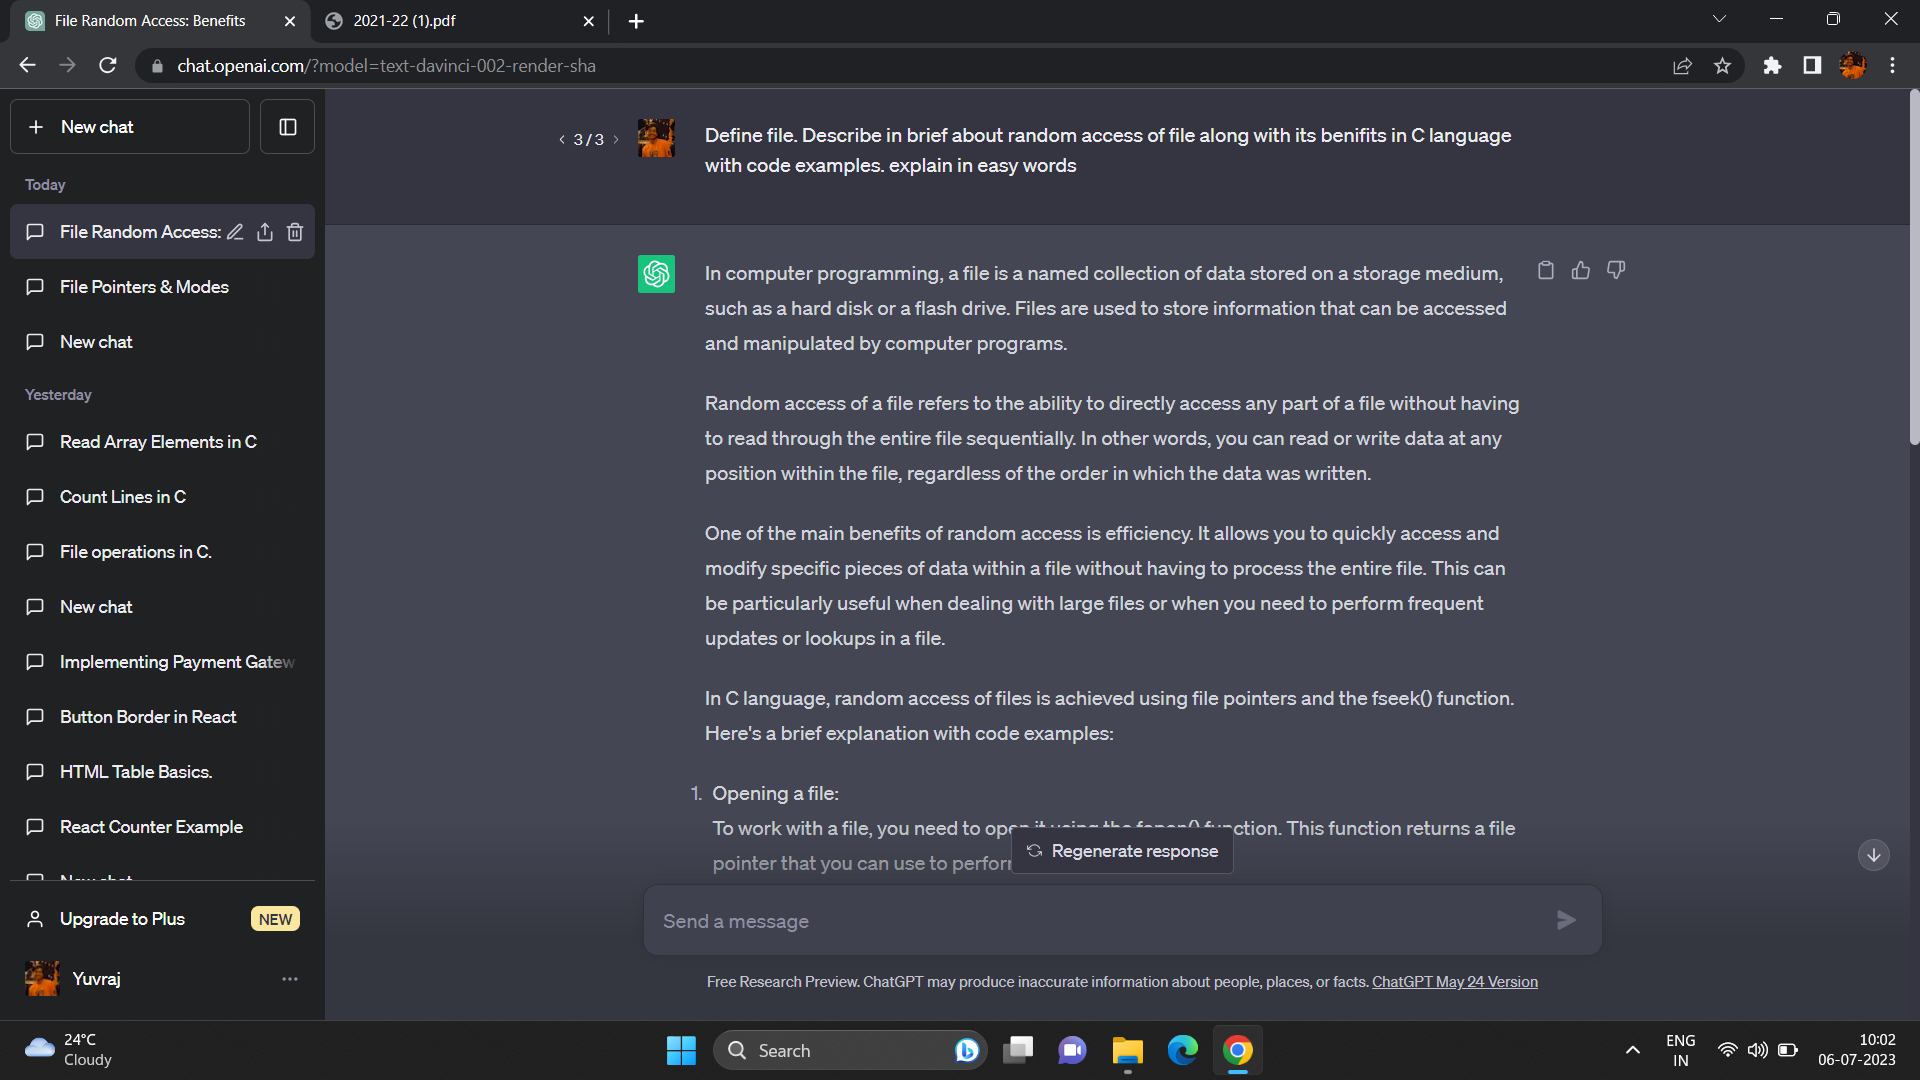 File Random Access: Benefits
2021-22 (1).pdf
chat.openai.com/?model=text-davinci-002-render-sha
New chat
Today
File Random Access:
File Pointers & Modes
New chat
Yesterday
Read Array Elements in C
Count Lines in C
File operations in C.
New chat
Implementing Payment Gatew
Button Border in React
HTML Table Basics.
React Counter Example
New chat
Upgrade to Plus NEW
Yuvraj
< 3 / 3 >
Define file. Describe in brief about random access of file along with its benifits in C language
with code examples. explain in easy words
In computer programming, a file is a named collection of data stored on a storage medium,
such as a hard disk or a flash drive. Files are used to store information that can be accessed
and manipulated by computer programs.
Random access of a file refers to the ability to directly access any part of a file without having
to read through the entire file sequentially. In other words, you can read or write data at any
position within the file, regardless of the order in which the data was written.
One of the main benefits of random access is efficiency. It allows you to quickly access and
modify specific pieces of data within a file without having to process the entire file. This can
be particularly useful when dealing with large files or when you need to perform frequent
updates or lookups in a file.
In C language, random access of files is achieved using file pointers and the fseek() function.
Here's a brief explanation with code examples:
1. Opening a file:
To work with a file, you need to open it using the fopen() function. This function returns a file
pointer that you can use to perfor
Regenerate response
Send a message
Free Research Preview. ChatGPT may produce inaccurate information about people, places, or facts. ChatGPT May 24 Version
24°C
Cloudy
Search
ENG
IN
10:02
06-07-2023